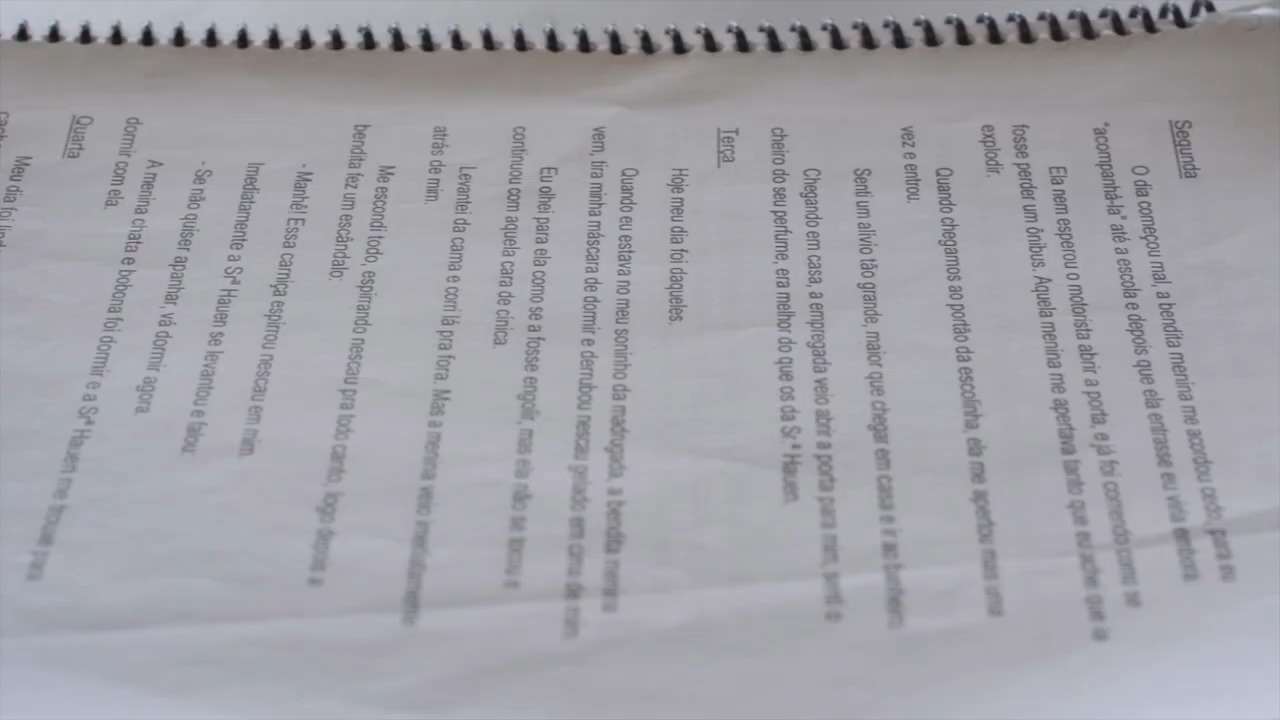 Segunda
O dia começou mal, a bendita menina me acordou cedo, para eu
"acompanhá-la" até a escola e depois que ela entrasse eu viria embora.
Ela nem esperou o motorista abrir a porta, e já foi correndo como se
fosse perder um ônibus. Aquela menina me apertava tanto que eu achei que ia
explodir.
Quando chegamos ao portão da escolinha, ela me apertou mais uma
vez e entrou.
Senti um alívio tão grande, maior que chegar em casa e ir ao banheiro.
Chegando em casa, a empregada veio abrir a porta para mim, senti o
cheiro do seu perfume, era melhor do que os da Sr.ª Hauen.
Terça
Hoje meu dia foi daqueles.
Quando eu estava no meu soninho da madrugada, a bendita menina
vem, tira minha máscara de dormir e derrubou nescau gelado em cima de mim.
Eu olhei para ela como se a fosse engolir, mas ela não se tocou e
continuou com aquela cara de cínica.
Levantei da cama e corri lá pra fora. Mas a menina veio imediatamente
atrás de mim.
Me escondi todo, espirrando nescau pra todo canto, logo depois a
bendita fez um escândalo:
- Manhê! Essa carniça espirrou nescau em mim.
Imediatamente a Srª Hauen se levantou e falou:
- Se não quiser apanhar, vá dormir agora.
A menina chata e bobona foi dormir e a Srª Hauen me trouxe para
dormir com ela.
Quarta
Meu dia foi